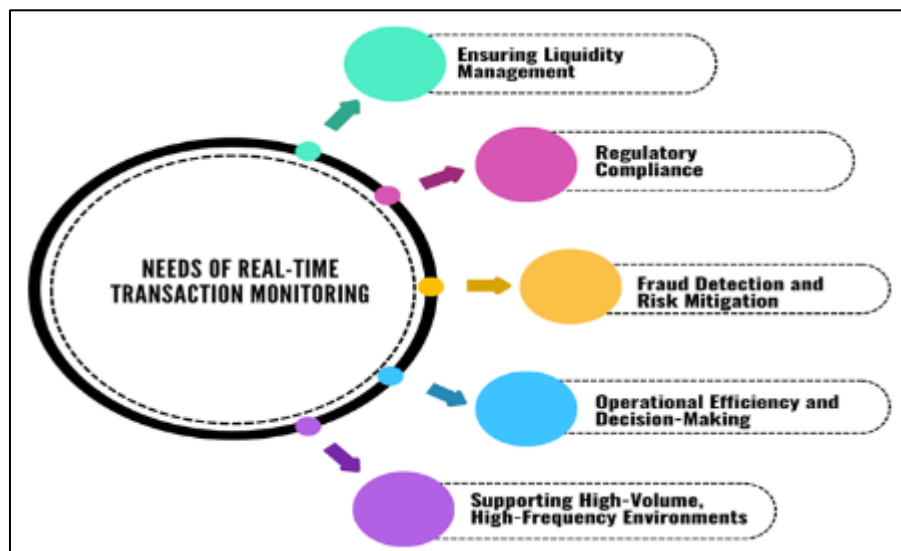 Ensuring Liquidity
Management
Regulatory
Compliance
NEEDS OF REAL-TIME
TRANSACTION MONITORING
Fraud Detection and
Risk Mitigation
Operational Efficiency and
Decision-Making
Supporting High-Volume,
High-Frequency Environments